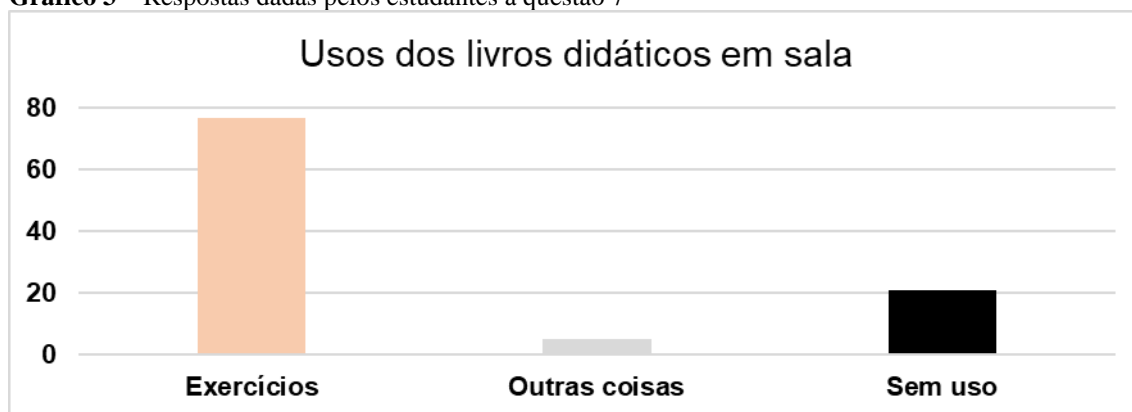 Gráfico 3 – Respostas dadas pelos estudantes à questão 7
Usos dos livros didáticos em sala
80
60
40
20
0
Exercícios
Outras coisas
Sem uso